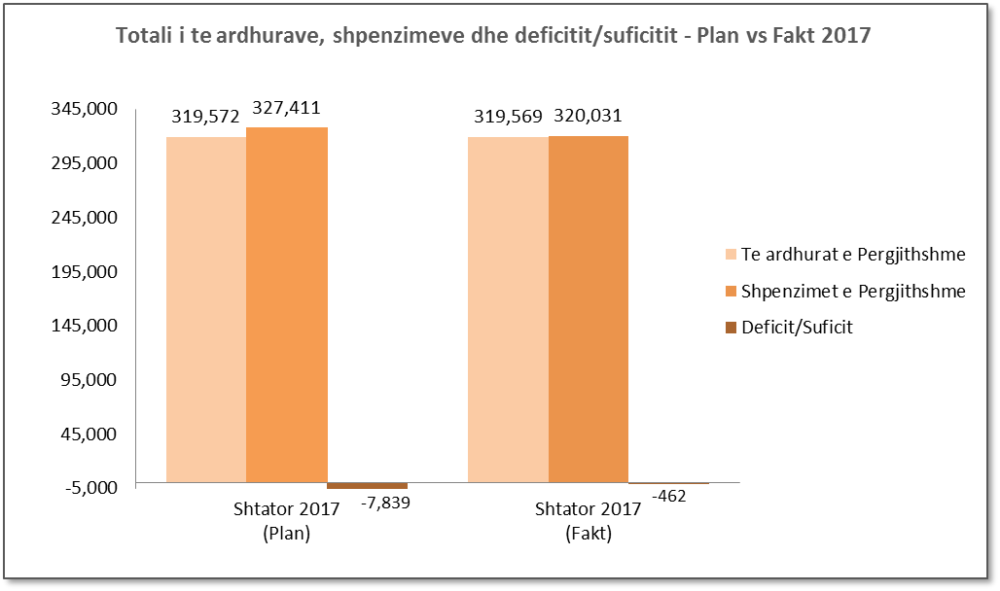 Totali i te ardhurave, shpenzimeve dhe deficitit/suficitit - Plan vs Fakt 2017
345,000
295,000
245,000
195,000
145,000
95,000
45,000
-5,000
319,572
327,411
-7,839
319,569
320,031
-462
Shtator 2017
(Plan)
Shtator 2017
(Fakt)
Te ardhurat e Pergjithshme
Shpenzimet e Pergjithshme
Deficit/Suficit